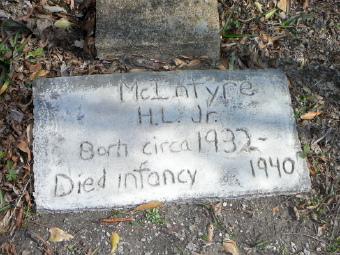 McIntyre
H.L. Jr.
Born circa 1932-
Died infancy 1940